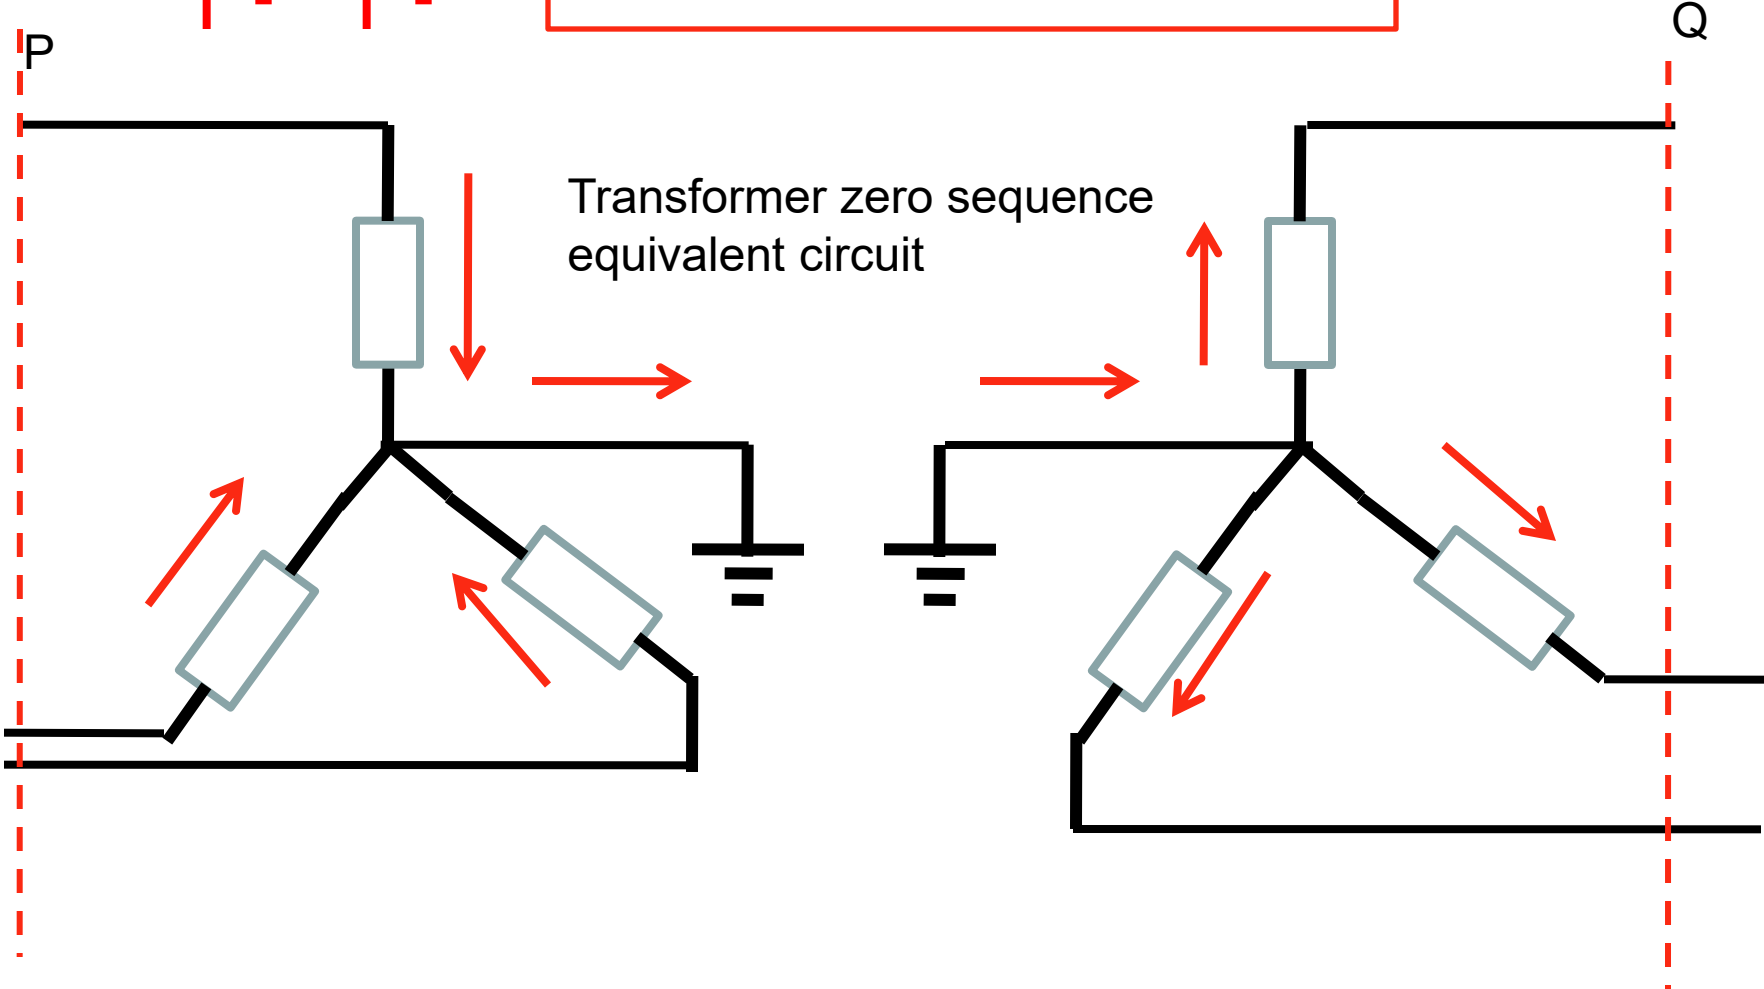 Q
P
Transformer zero sequence
equivalent circuit